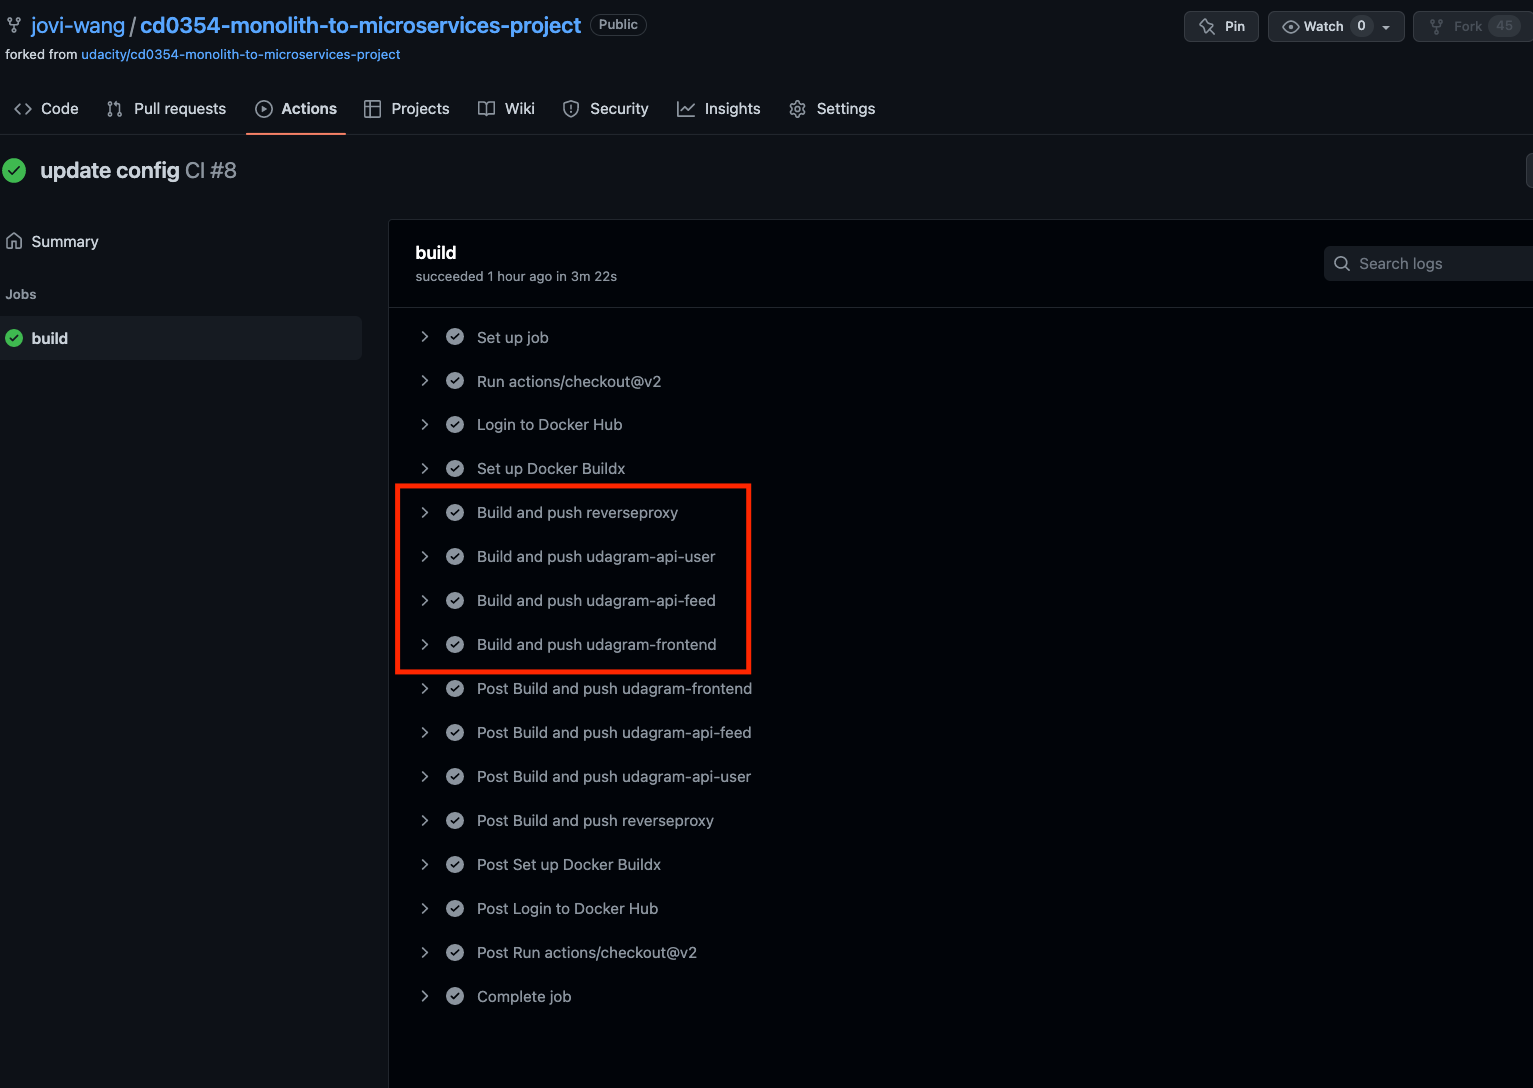 jovi-wang / cd0354-monolith-to-microservices-project Public Pin Watch 0 Fork 45
forked from udacity/cd0354-monolith-to-microservices-project
Code Pull requests Actions Projects Wiki Security Insights Settings
update config CI #8
Summary
Jobs
build
build
succeeded 1 hour ago in 3m 22s
Search logs
Set up job
Run actions/checkout@v2
Login to Docker Hub
Set up Docker Buildx
Build and push reverseproxy
Build and push udagram-api-user
Build and push udagram-api-feed
Build and push udagram-frontend
Post Build and push udagram-frontend
Post Build and push udagram-api-feed
Post Build and push udagram-api-user
Post Build and push reverseproxy
Post Set up Docker Buildx
Post Login to Docker Hub
Post Run actions/checkout@v2
Complete job